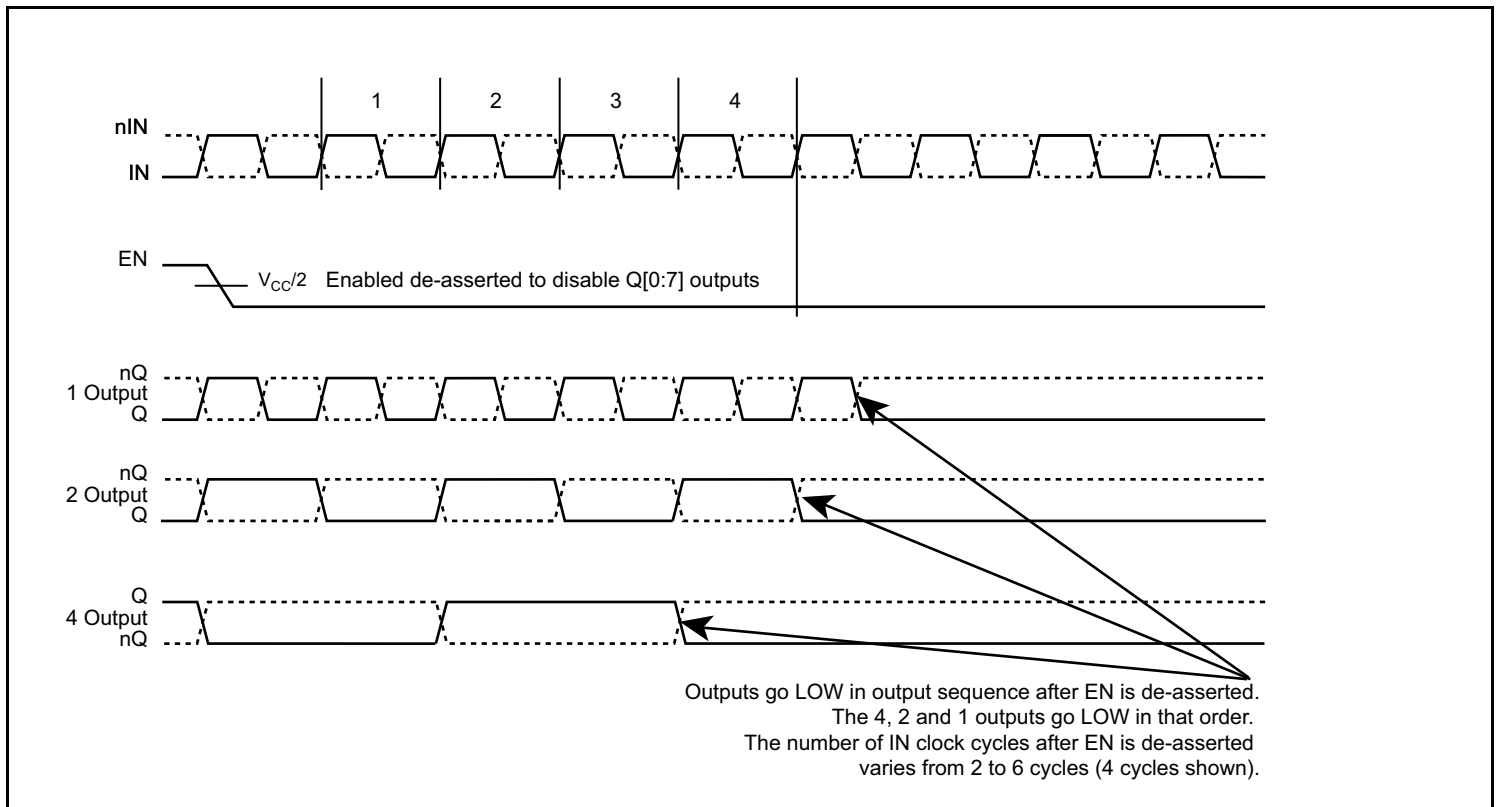 1 2 3 4
nIN
IN
EN
VCC/2 Enabled de-asserted to disable Q[0:7] outputs
nQ
1 Output
Q
nQ
2 Output
Q
Q
4 Output
nQ
Outputs go LOW in output sequence after EN is de-asserted.
The 4, 2 and 1 outputs go LOW in that order.
The number of IN clock cycles after EN is de-asserted
varies from 2 to 6 cycles (4 cycles shown).